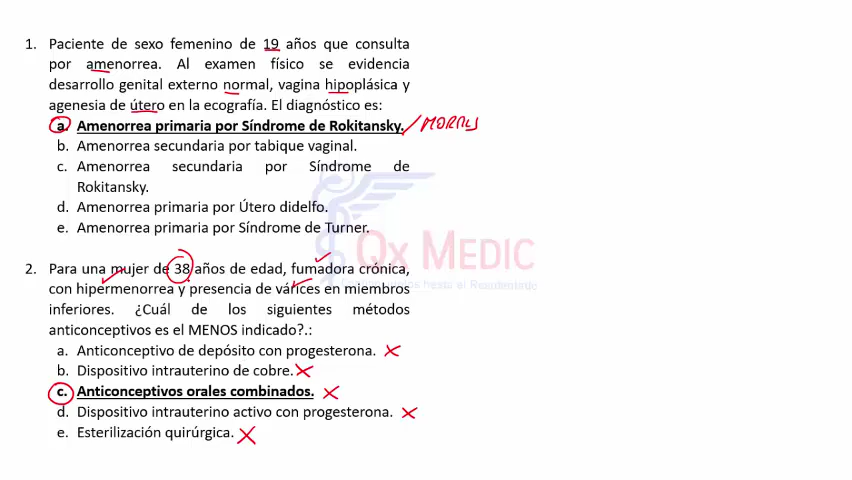 1. Paciente de sexo femenino de 19 años que consulta
por amenorrea. Al examen físico se evidencia
desarrollo genital externo normal, vagina hipoplásica y
agenesia de útero en la ecografía. El diagnóstico es:
a. Amenorrea primaria por Síndrome de Rokitansky.
b. Amenorrea secundaria por tabique vaginal.
c. Amenorrea secundaria por Síndrome de
Rokitansky.
d. Amenorrea primaria por Útero didelfo.
e. Amenorrea primaria por Síndrome de Turner.
Qx MEDIC
2. Para una mujer de 38 años de edad, fumadora crónica,
con hipermenorrea y presencia de várices en miembros
inferiores. ¿Cuál de los siguientes métodos
anticonceptivos es el MENOS indicado?.:
a. Anticonceptivo de depósito con progesterona.
b. Dispositivo intrauterino de cobre.
c. Anticonceptivos orales combinados.
d. Dispositivo intrauterino activo con progesterona.
e. Esterilización quirúrgica.